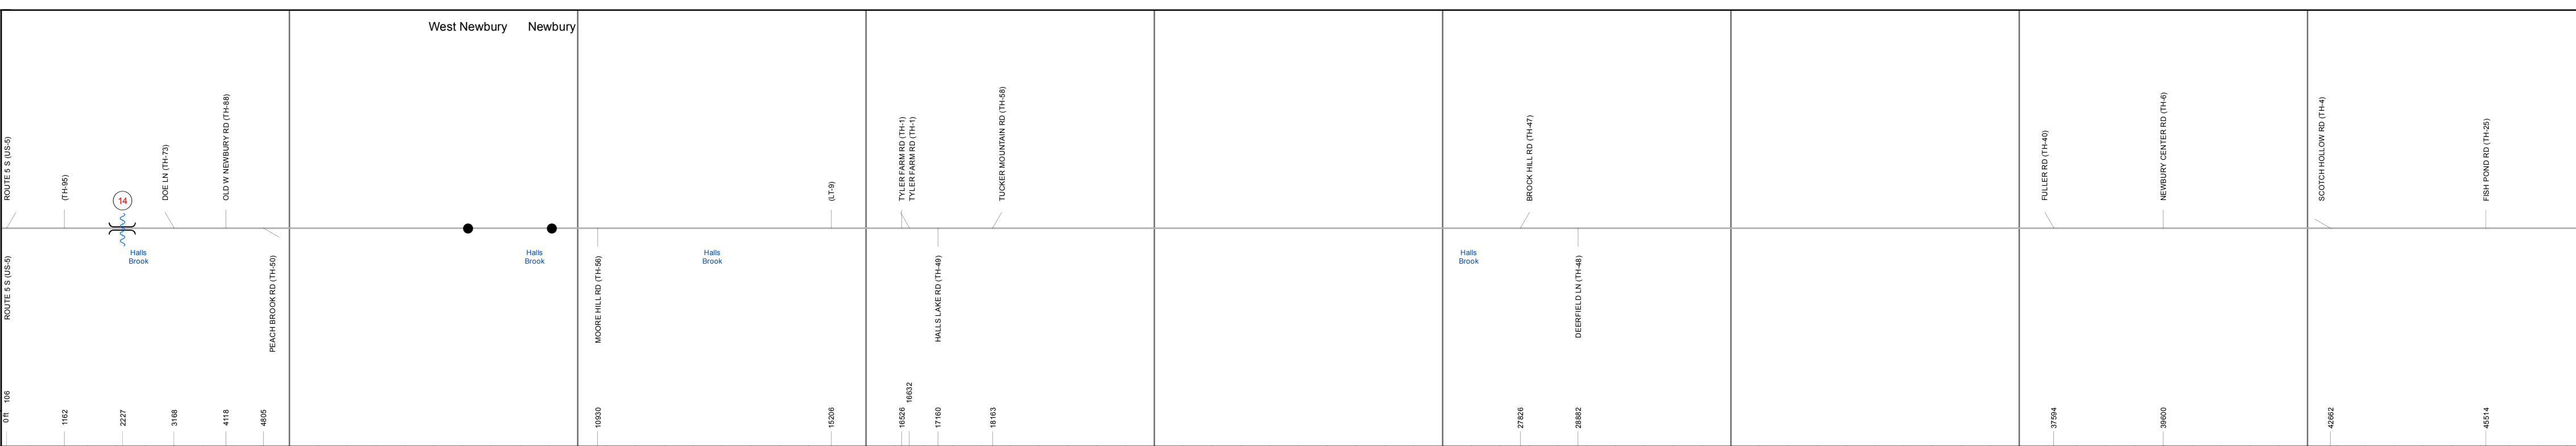 West Newbury
Newbury
ROUTE 5 S (US-5)
(TH-95)
14
DOE LN (TH-73)
OLD W NEWBURY RD (TH-88)
(LT-9)
TYLER FARM RD (TH-1)
TYLER FARM RD (TH-1)
TUCKER MOUNTAIN RD (TH-58)
BROCK HILL RD (TH-47)
FULLER RD (TH-40)
NEWBURY CENTER RD (TH-6)
SCOTCH HOLLOW RD (TH-4)
FISH POND RD (TH-25)
Halls
Brook
Halls
Brook
Halls
Brook
Halls
Brook
ROUTE 5 S (US-5)
PEACH BROOK RD (TH-50)
MOORE HILL RD (TH-56)
HALLS LAKE RD (TH-49)
DEERFIELD LN (TH-48)
0 ft
106
1162
2227
3168
4118
4805
10930
15206
16526
16632
17160
18163
27826
28882
37594
39600
42662
45514